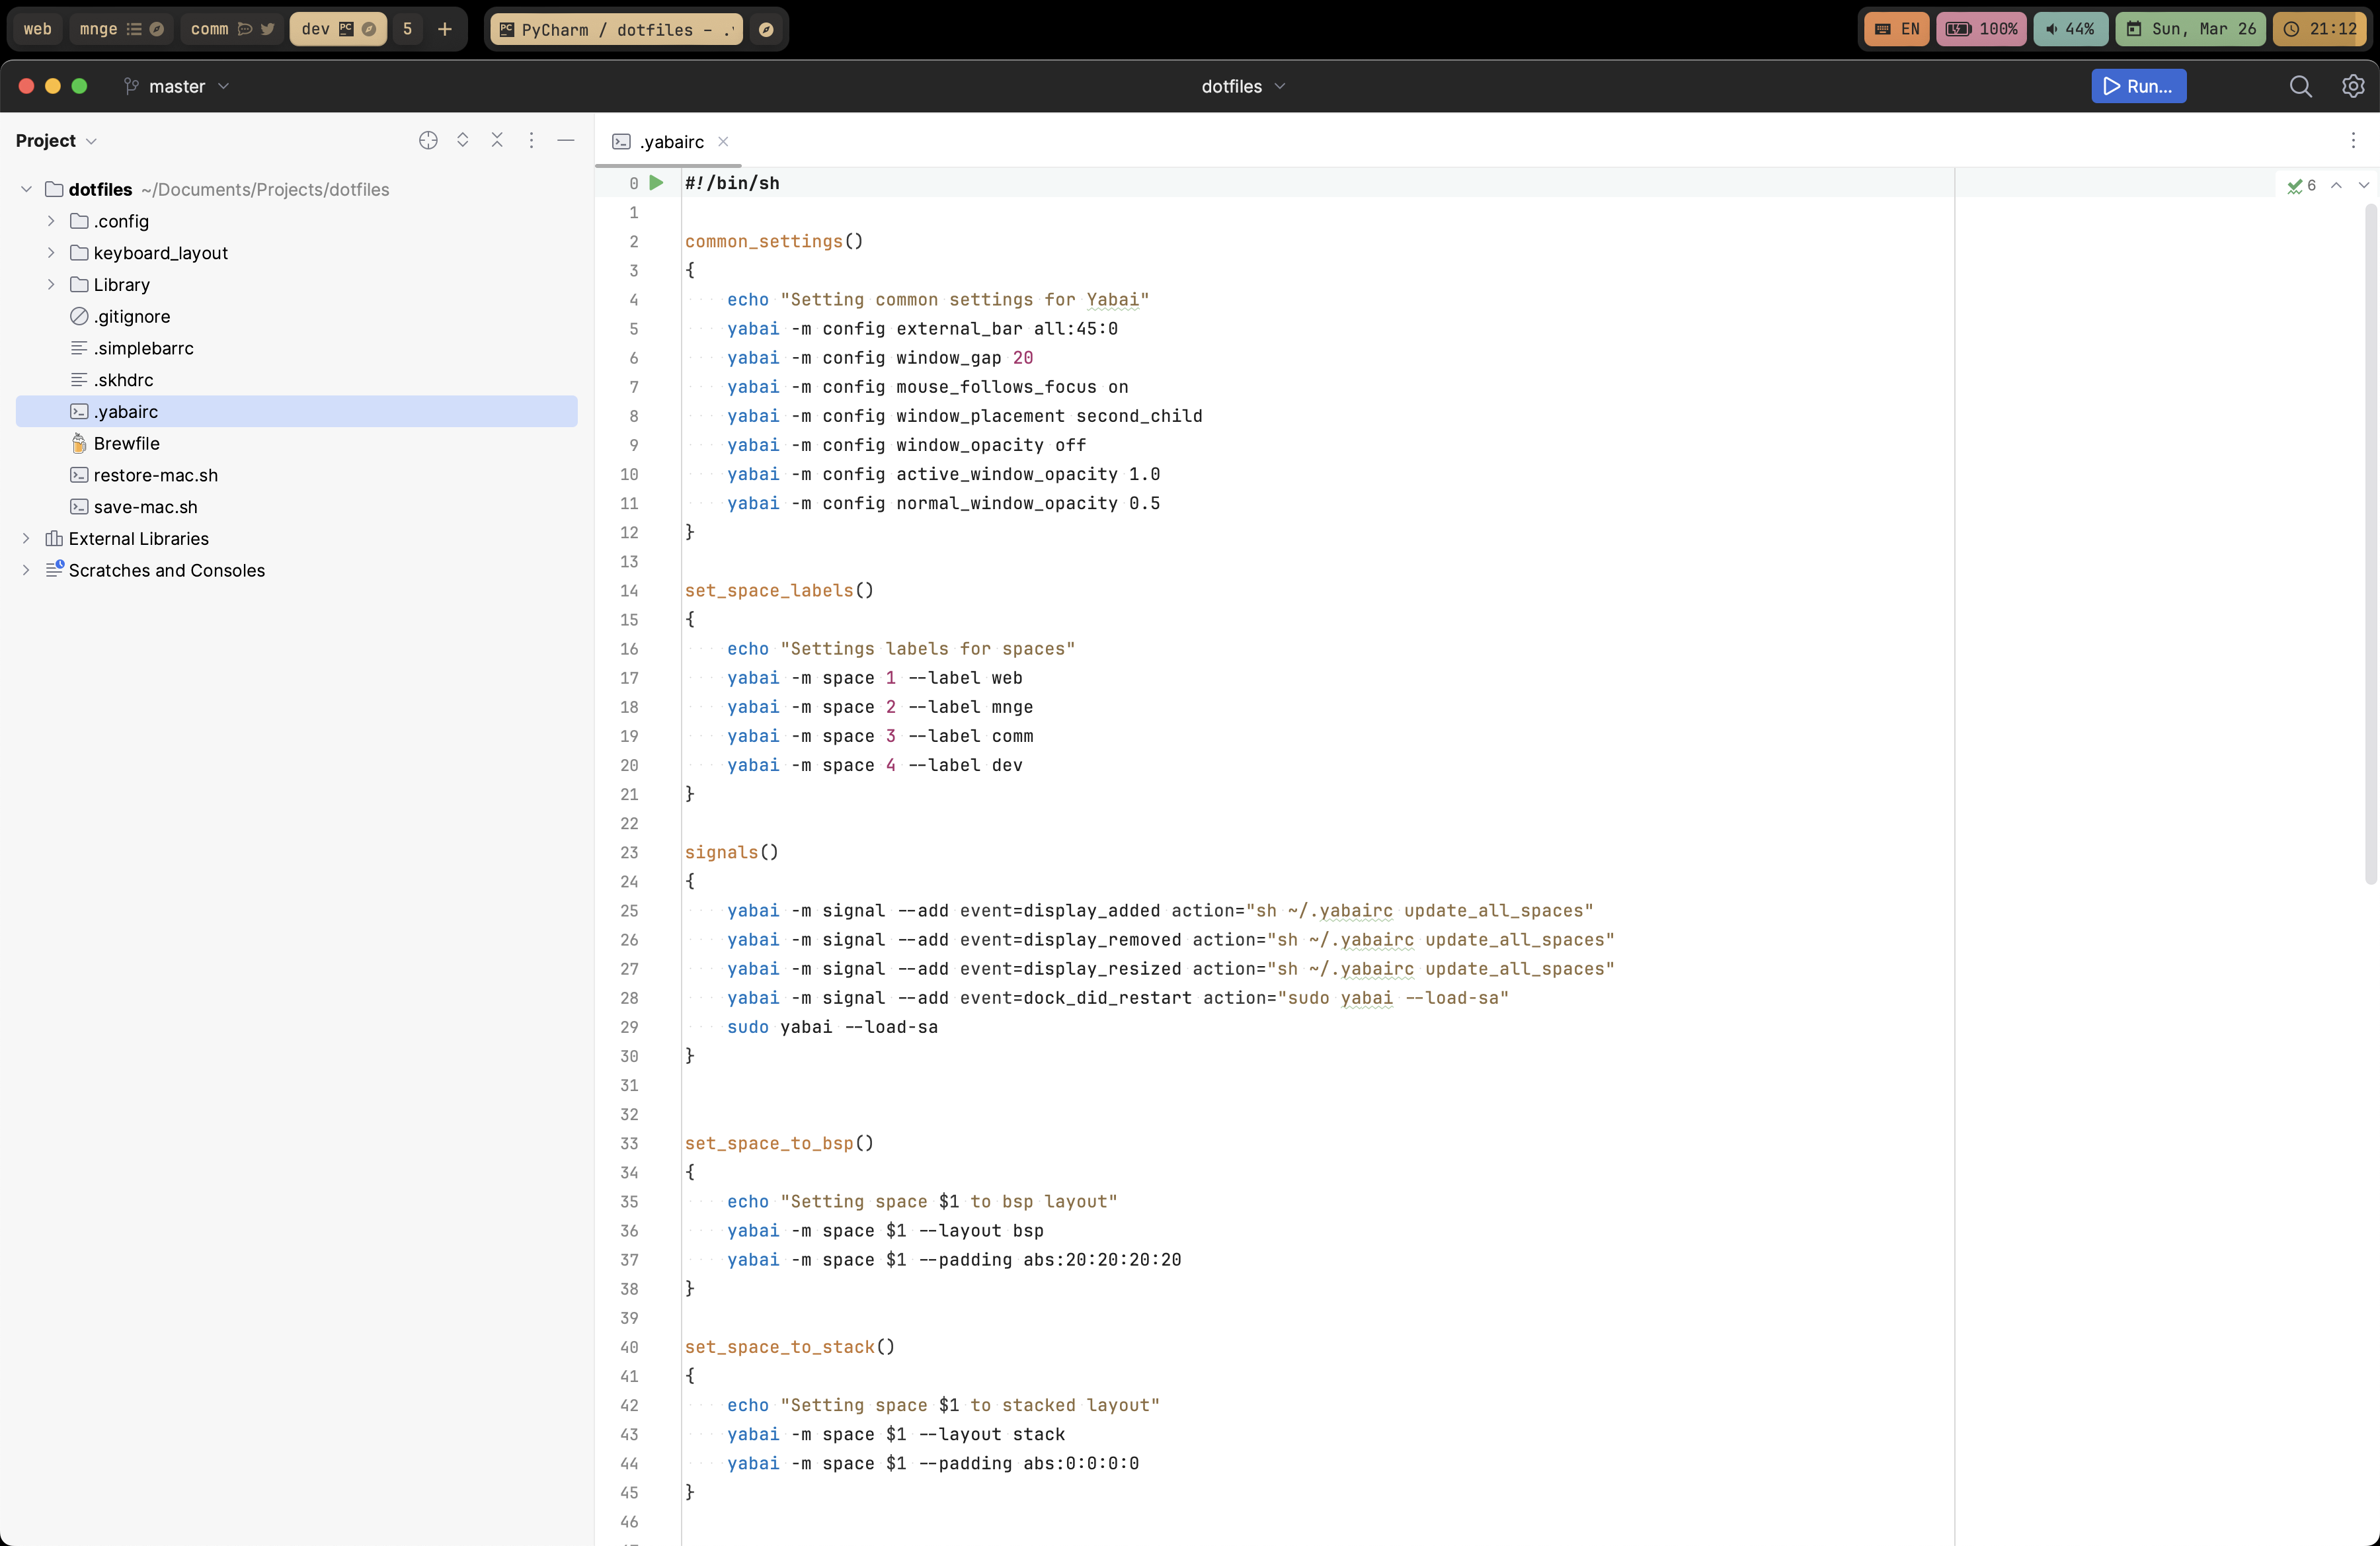 web mnge comm dev 5 + PyCharm / dotfiles – . EN 100% 44% Sun, Mar 26 21:12
master dotfiles Run...
Project
.yabairc
dotfiles ~/Documents/Projects/dotfiles
.config
keyboard_layout
Library
.gitignore
.simplebarrc
.skhdrc
.yabairc
Brewfile
restore-mac.sh
save-mac.sh
External Libraries
Scratches and Consoles
6
0 #!/bin/sh
1
2 common_settings()
3 {
4     echo "Setting common settings for Yabai"
5     yabai -m config external_bar all:45:0
6     yabai -m config window_gap 20
7     yabai -m config mouse_follows_focus on
8     yabai -m config window_placement second_child
9     yabai -m config window_opacity off
10     yabai -m config active_window_opacity 1.0
11     yabai -m config normal_window_opacity 0.5
12 }
13
14 set_space_labels()
15 {
16     echo "Settings labels for spaces"
17     yabai -m space 1 --label web
18     yabai -m space 2 --label mnge
19     yabai -m space 3 --label comm
20     yabai -m space 4 --label dev
21 }
22
23 signals()
24 {
25     yabai -m signal --add event=display_added action="sh ~/.yabairc update_all_spaces"
26     yabai -m signal --add event=display_removed action="sh ~/.yabairc update_all_spaces"
27     yabai -m signal --add event=display_resized action="sh ~/.yabairc update_all_spaces"
28     yabai -m signal --add event=dock_did_restart action="sudo yabai --load-sa"
29     sudo yabai --load-sa
30 }
31
32
33 set_space_to_bsp()
34 {
35     echo "Setting space $1 to bsp layout"
36     yabai -m space $1 --layout bsp
37     yabai -m space $1 --padding abs:20:20:20:20
38 }
39
40 set_space_to_stack()
41 {
42     echo "Setting space $1 to stacked layout"
43     yabai -m space $1 --layout stack
44     yabai -m space $1 --padding abs:0:0:0:0
45 }
46